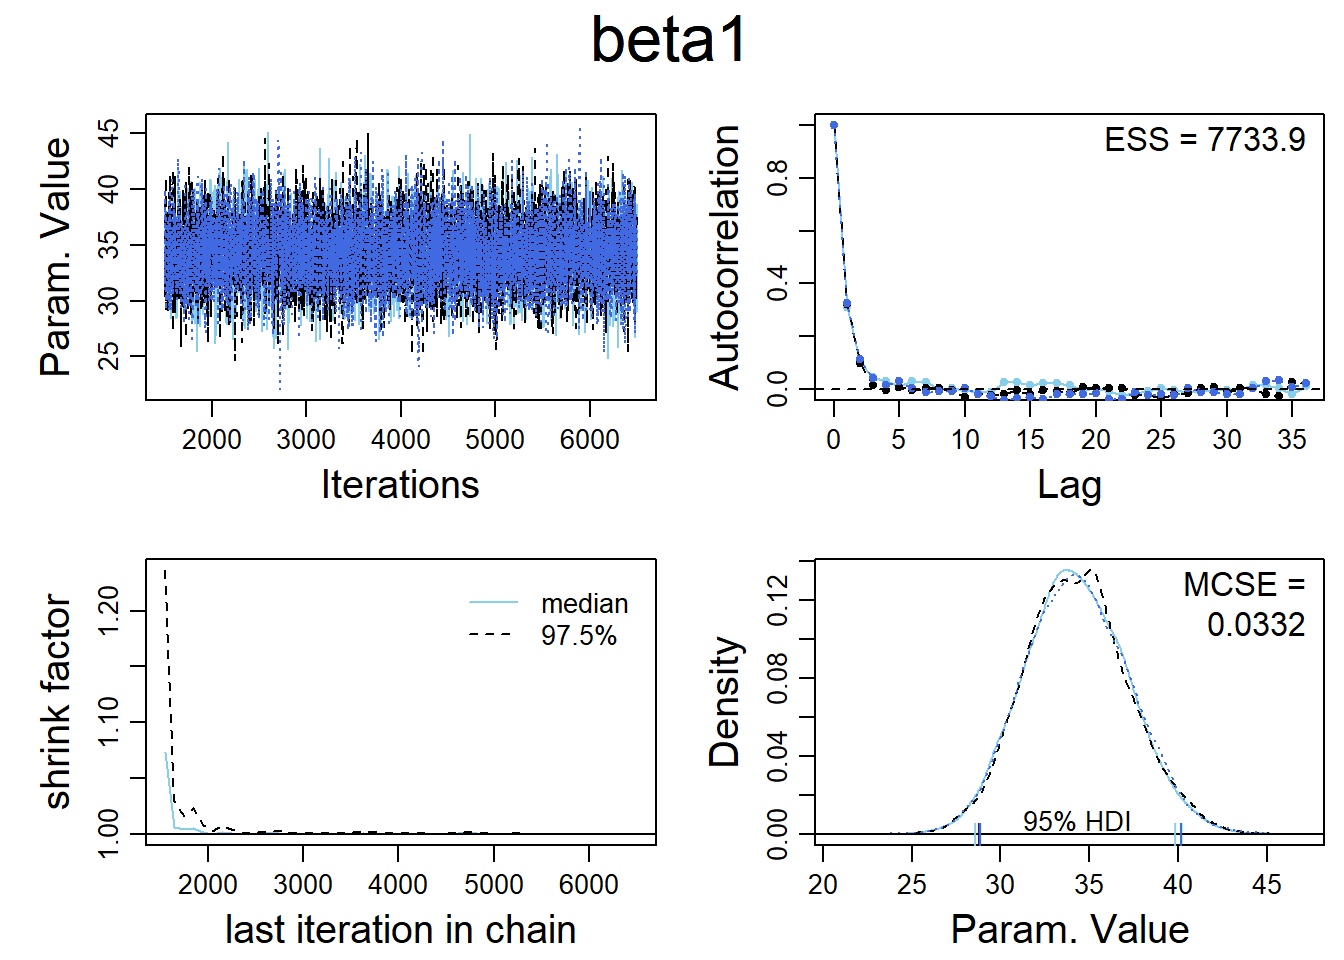 beta1
Param. Value
45
40
35
30
25
2000 3000 4000 5000 6000
Iterations
Autocorrelation
0.8
0.4
0.0
ESS = 7733.9
0 5 10 15 20 25 30 35
Lag
shrink factor
1.20
1.10
1.00
median
97.5%
2000 3000 4000 5000 6000
last iteration in chain
Density
0.12
0.08
0.04
0.00
MCSE =
0.0332
95% HDI
20 25 30 35 40 45
Param. Value